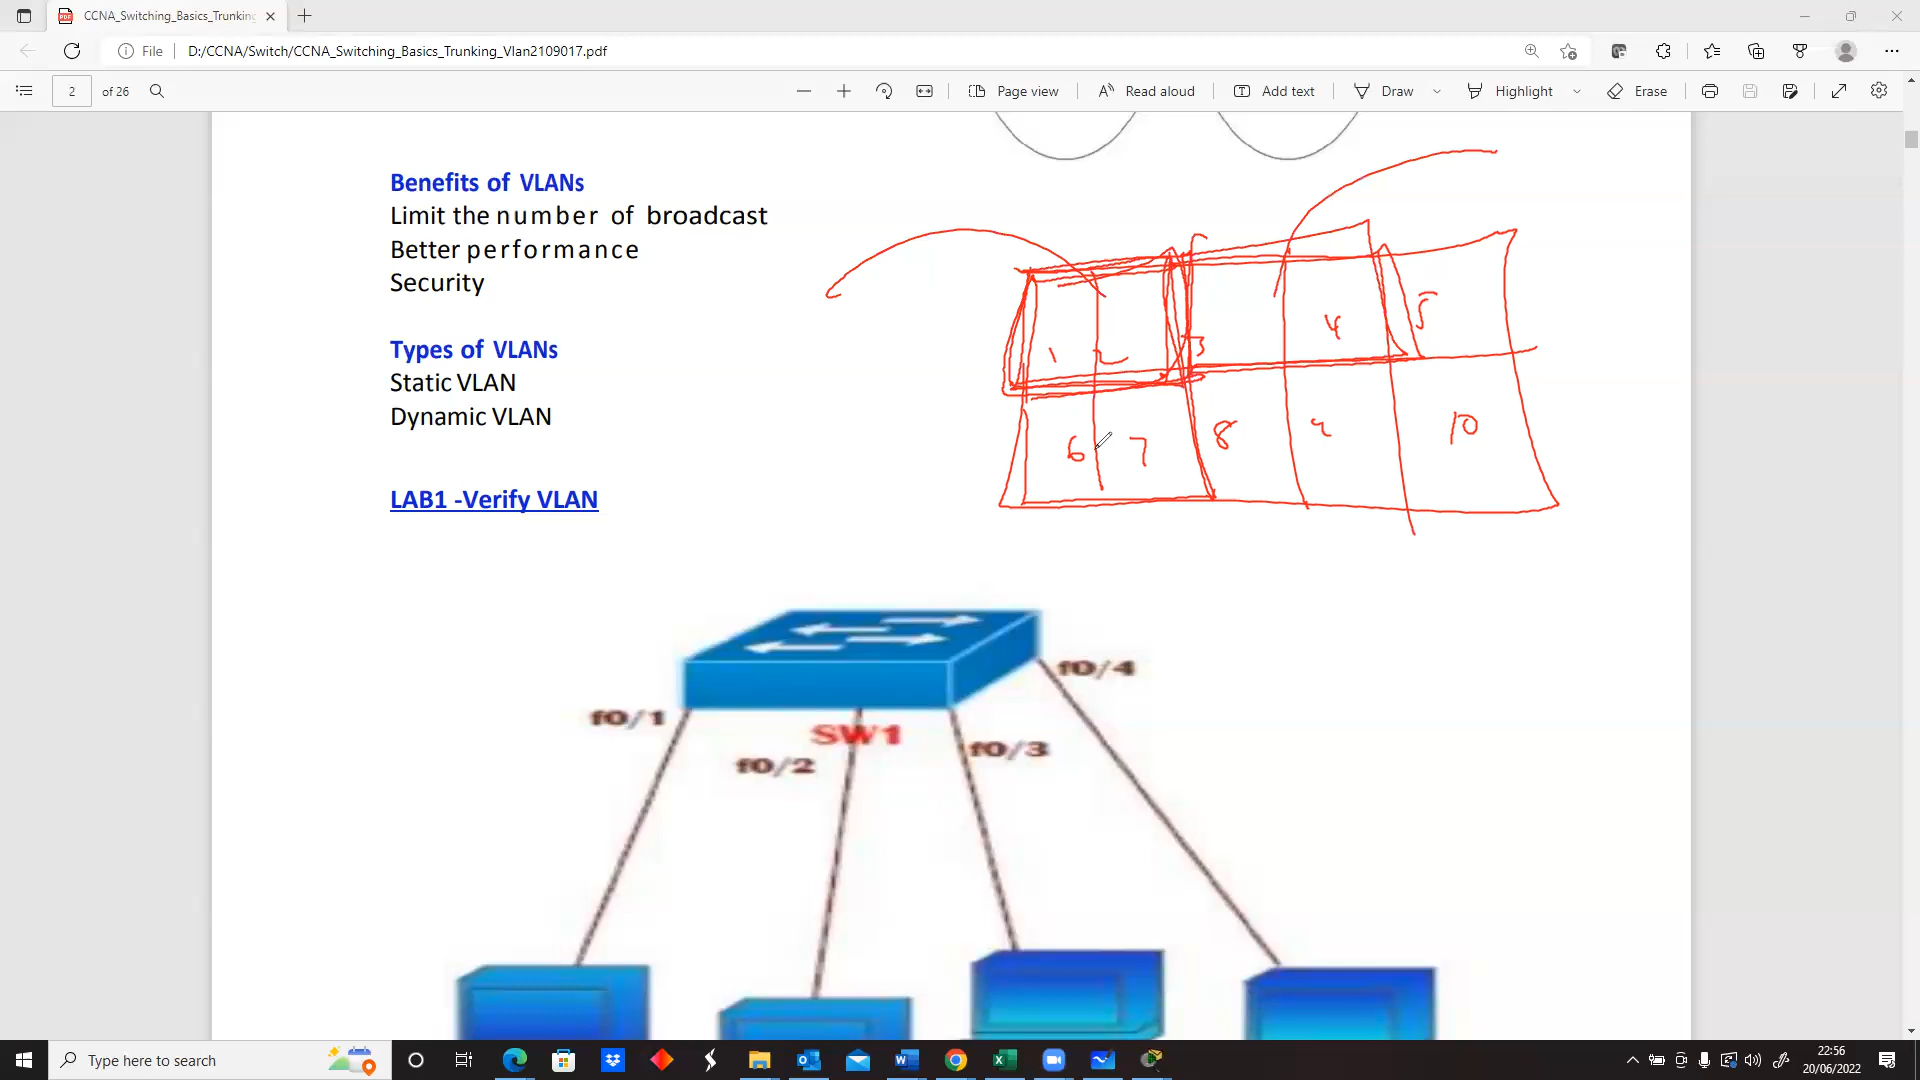 CCNA_Switching_Basics_Trunking
File
D:/CCNA/Switch/CCNA_Switching_Basics_Trunking_Vlan2109017.pdf
2 of 26
Page view
Read aloud
Add text
Draw
Highlight
Erase
Benefits of VLANs
Limit the number of broadcast
Better performance
Security
Types of VLANs
Static VLAN
Dynamic VLAN
1 2 3 4 5
6 7 8 10
LAB1 -Verify VLAN
f0/4
f0/1
SW1
f0/3
f0/2
Type here to search
22:56
20/06/2022